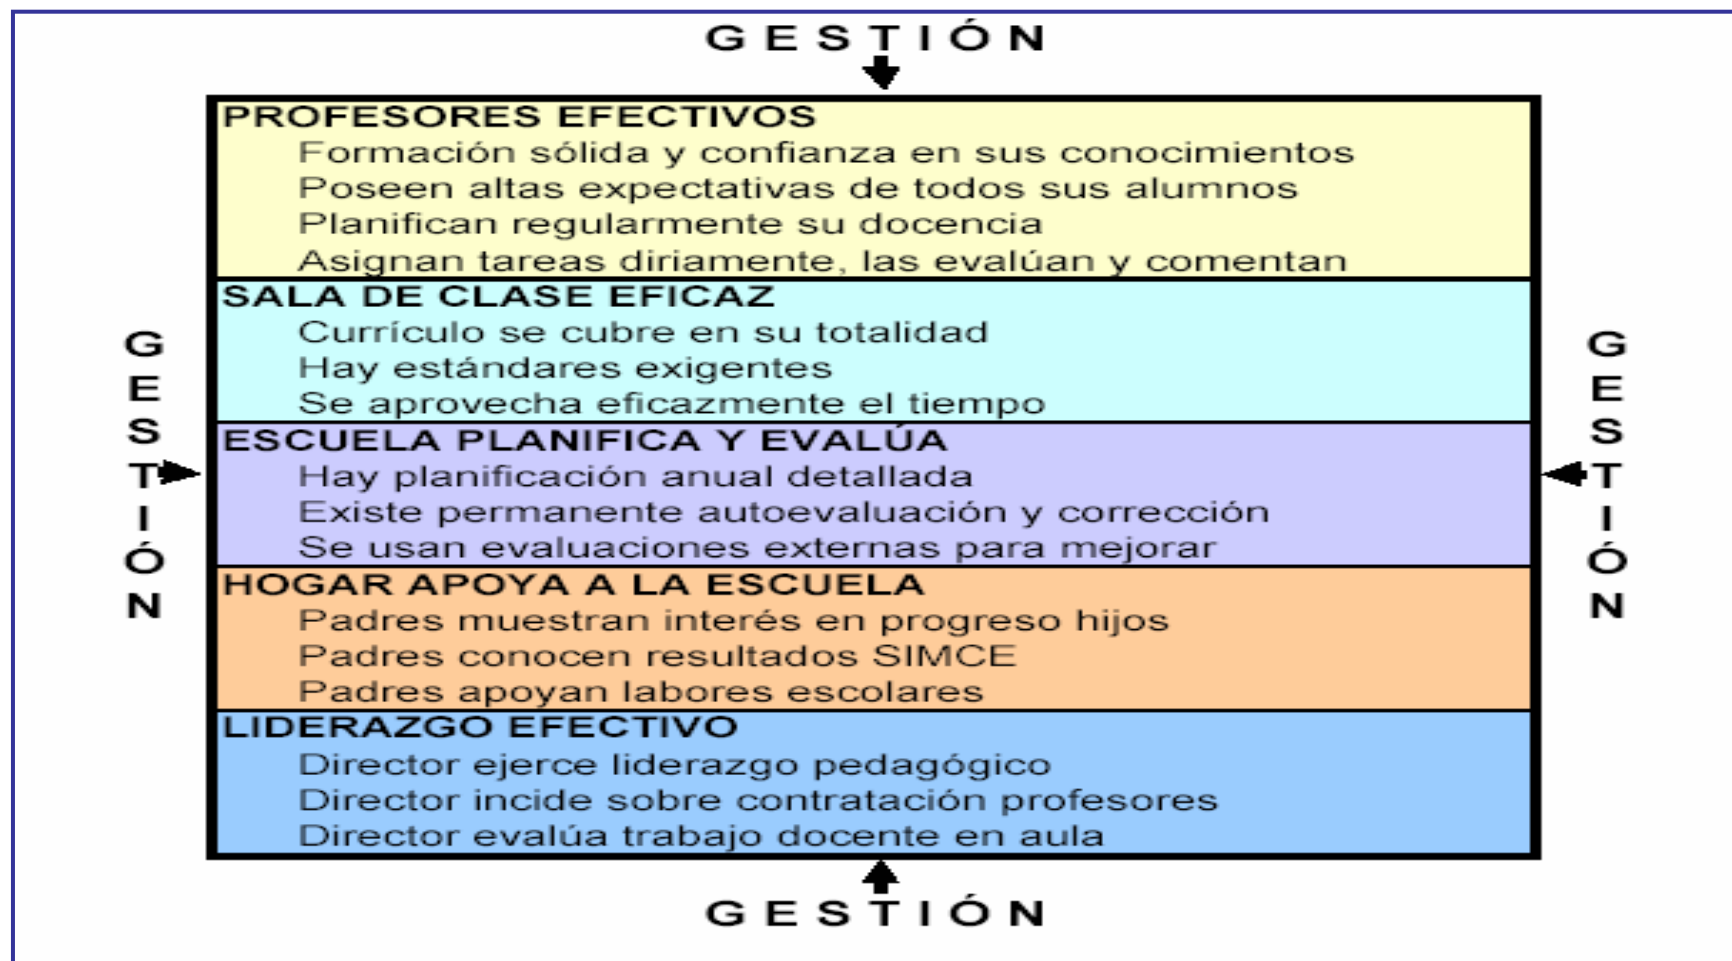 GESTIÓN
PROFESORES EFECTIVOS
Formación sólida y confianza en sus conocimientos
Poseen altas expectativas de todos sus alumnos
Planifican regularmente su docencia
Asignan tareas diriamente, las evalúan y comentan
SALA DE CLASE EFICAZ
Currículo se cubre en su totalidad
Hay estándares exigentes
Se aprovecha eficazmente el tiempo
ESCUELA PLANIFICA Y EVALÚA
Hay planificación anual detallada
Existe permanente autoevaluación y corrección
Se usan evaluaciones externas para mejorar
HOGAR APOYA A LA ESCUELA
Padres muestran interés en progreso hijos
Padres conocen resultados SIMCE
Padres apoyan labores escolares
LIDERAZGO EFECTIVO
Director ejerce liderazgo pedagógico
Director incide sobre contratación profesores
Director evalúa trabajo docente en aula
GESTIÓN
GESTIÓN
GESTIÓN